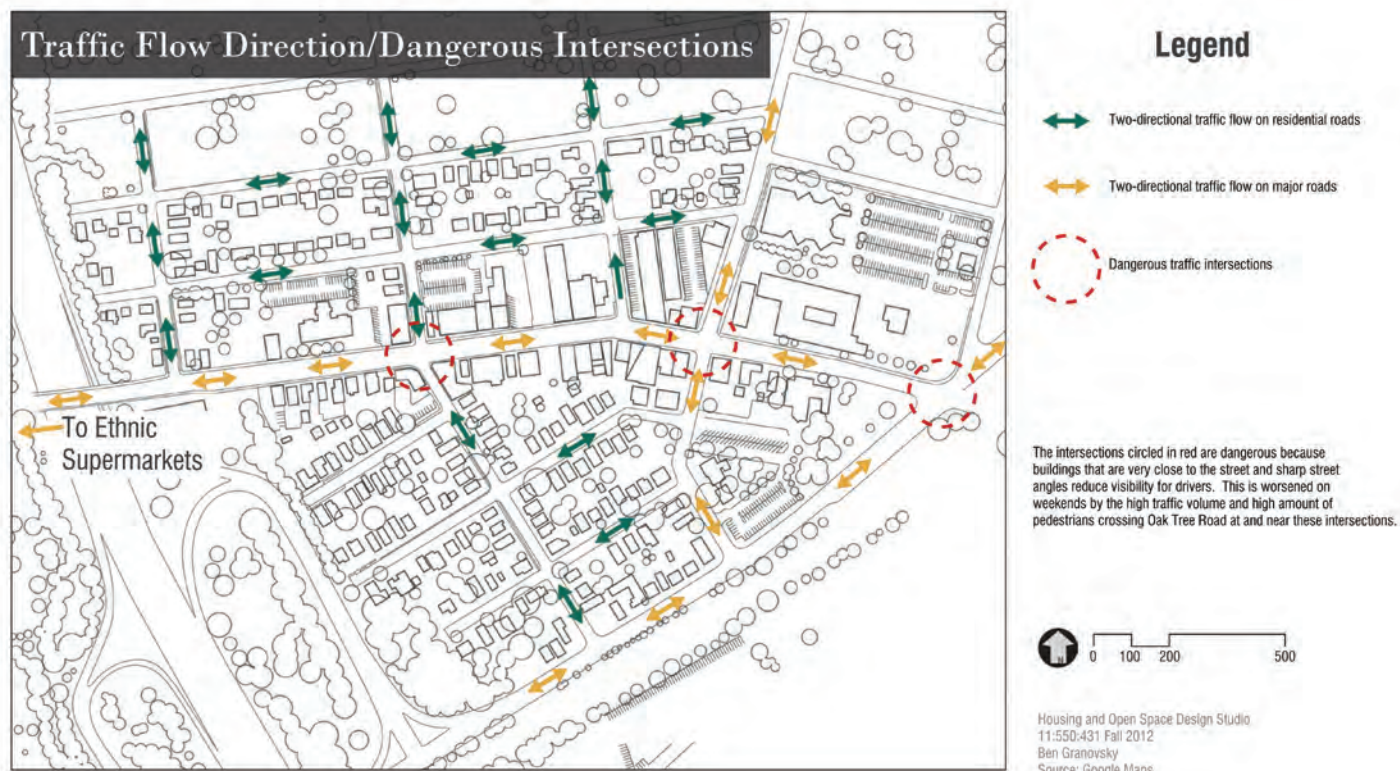 Traffic Flow Direction/Dangerous Intersections
To Ethnic
Supermarkets
Legend
Two-directional traffic flow on residential roads
Two-directional traffic flow on major roads
Dangerous traffic intersections
The intersections circled in red are dangerous because
buildings that are very close to the street and sharp street
angles reduce visibility for drivers. This is worsened on
weekends by the high traffic volume and high amount of
pedestrians crossing Oak Tree Road at and near these intersections.
N
0 100 200 500
Housing and Open Space Design Studio
11:550:431 Fall 2012
Ben Granovsky
Source: Google Maps